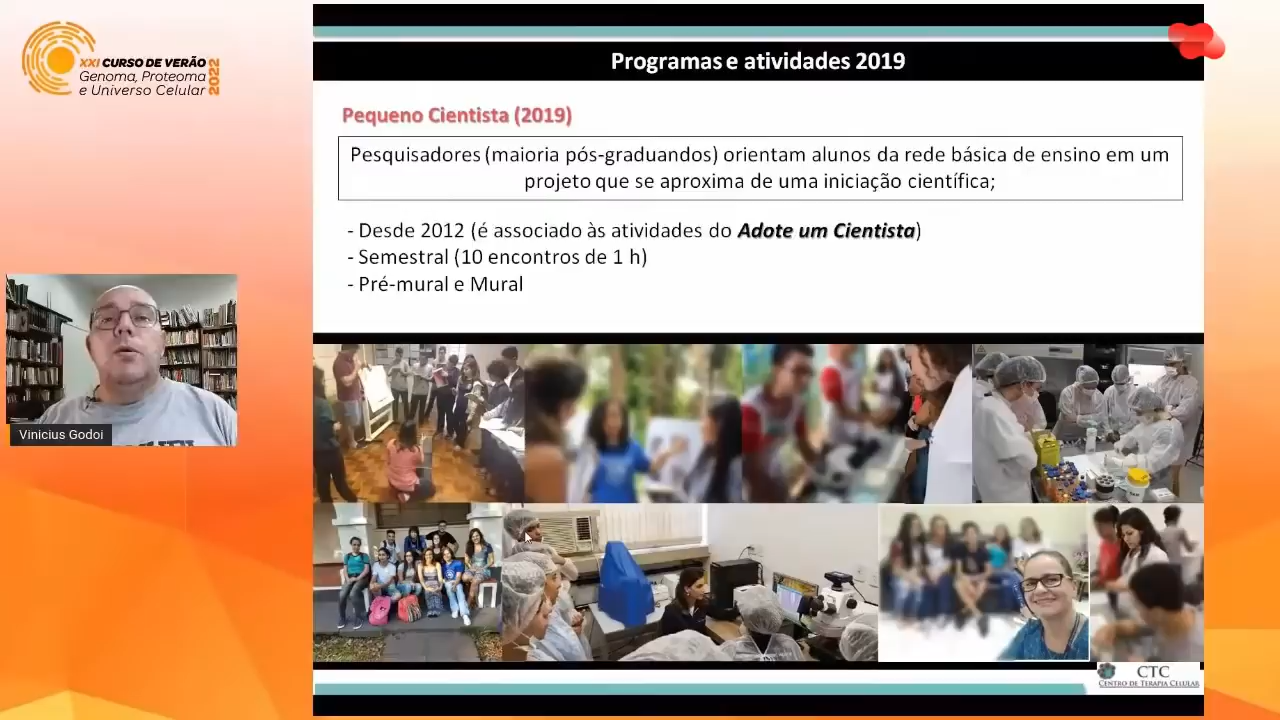 XXI CURSO DE VERÃO
Genoma, Proteoma
e Universo Celular
2022
Programas e atividades 2019
Pequeno Cientista (2019)
Pesquisadores (maioria pós-graduandos) orientam alunos da rede básica de ensino em um
projeto que se aproxima de uma iniciação científica;
- Desde 2012 (é associado às atividades do Adote um Cientista)
- Semestral (10 encontros de 1 h)
- Pré-mural e Mural
Vinicius Godoi
CTC
CENTRO DE TERAPIA CELULAR